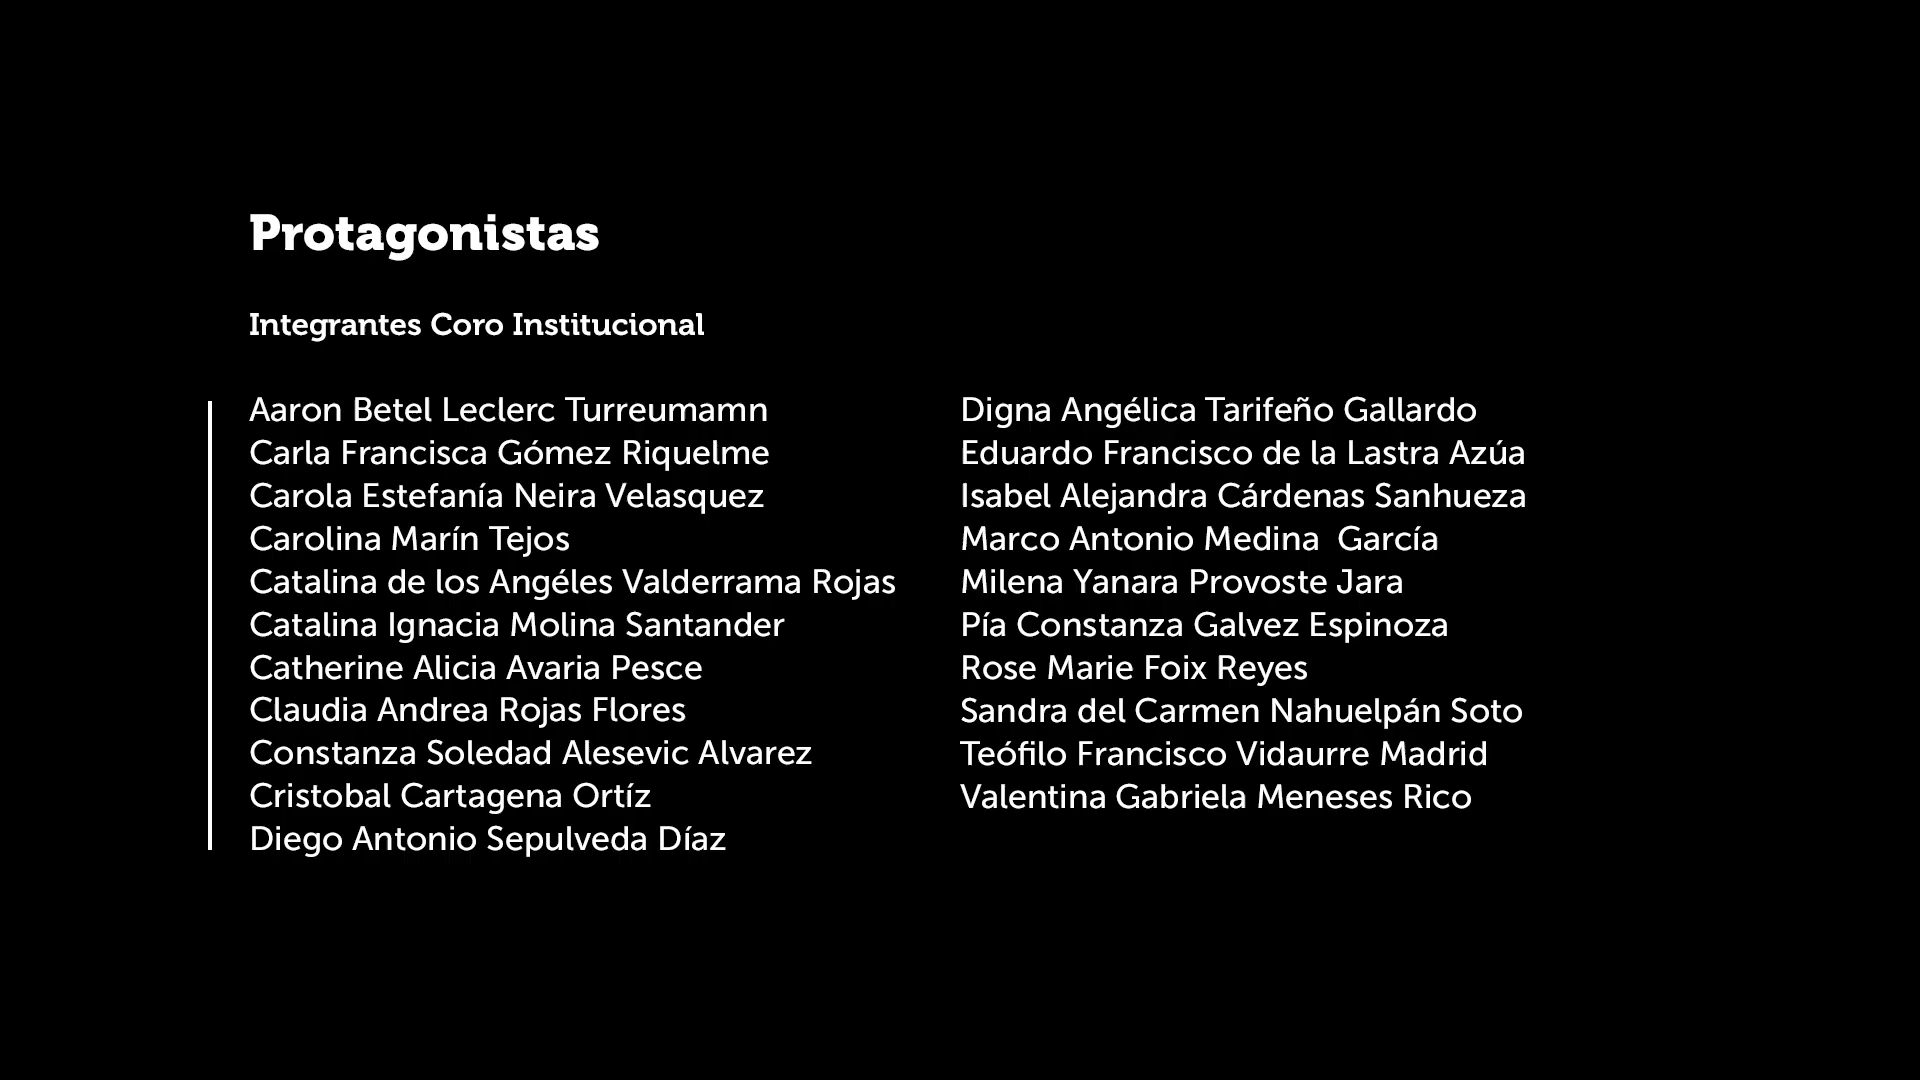 Protagonistas
Integrantes Coro Institucional
Aaron Betel Leclerc Turreumamn
Carla Francisca Gómez Riquelme
Carola Estefanía Neira Velasquez
Carolina Marín Tejos
Catalina de los Angéles Valderrama Rojas
Catalina Ignacia Molina Santander
Catherine Alicia Avaria Pesce
Claudia Andrea Rojas Flores
Constanza Soledad Alesevic Alvarez
Cristobal Cartagena Ortíz
Diego Antonio Sepulveda Díaz
Digna Angélica Tarifeño Gallardo
Eduardo Francisco de la Lastra Azúa
Isabel Alejandra Cárdenas Sanhueza
Marco Antonio Medina  García
Milena Yanara Provoste Jara
Pía Constanza Galvez Espinoza
Rose Marie Foix Reyes
Sandra del Carmen Nahuelpán Soto
Teófilo Francisco Vidaurre Madrid
Valentina Gabriela Meneses Rico